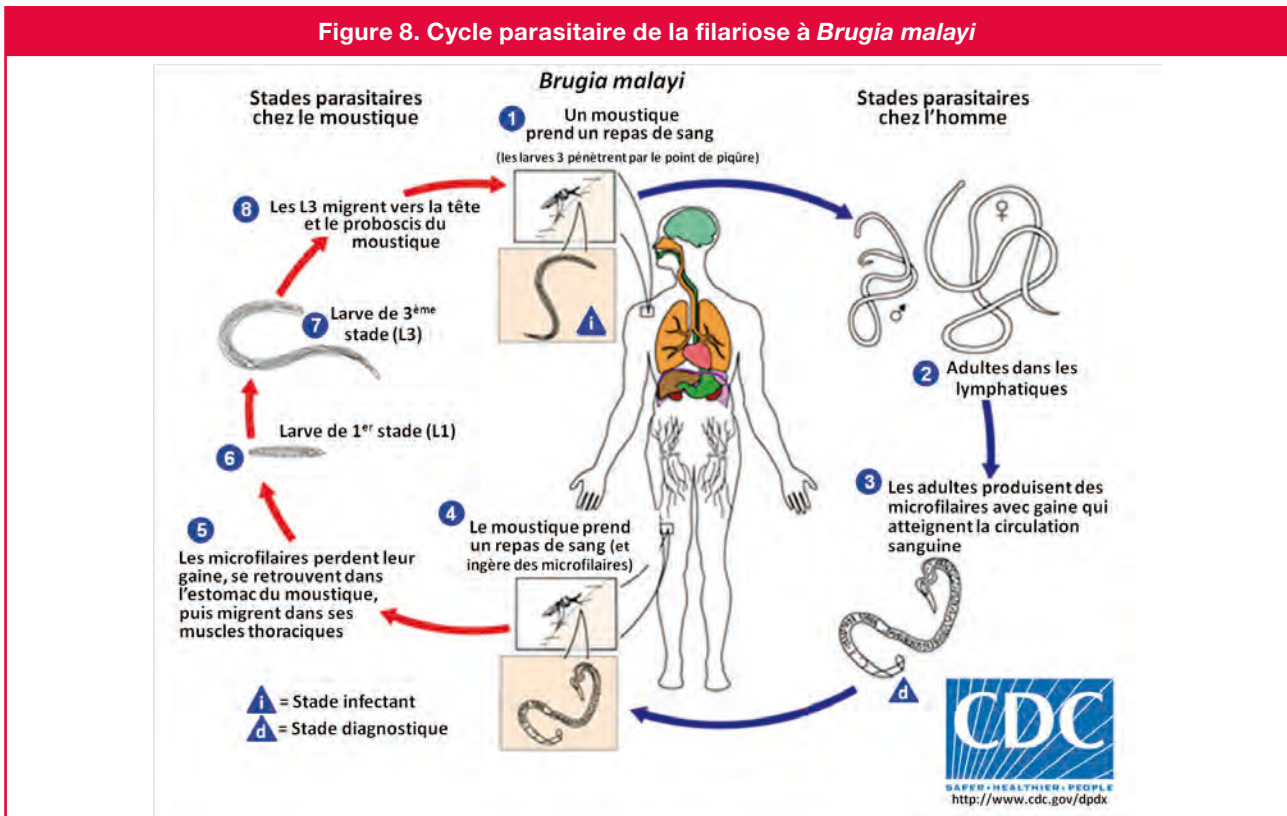 Figure 8. Cycle parasitaire de la filariose à Brugia malayi
Brugia malayi
Stades parasitaires
chez le moustique
Stades parasitaires
chez l'homme
1
Un moustique
prend un repas de sang
(les larves 3 pénètrent par le point de piqûre)
i
♂
♀
2
Adultes dans les
lymphatiques
3
Les adultes produisent des
microfilaires avec gaine qui
atteignent la circulation
sanguine
d
4
Le moustique prend
un repas de sang (et
ingère des microfilaires)
5
Les microfilaires perdent leur
gaine, se retrouvent dans
l'estomac du moustique,
puis migrent dans ses
muscles thoraciques
6
Larve de 1er stade (L1)
7
Larve de 3ème
stade (L3)
8
Les L3 migrent vers la tête
et le proboscis du
moustique
i = Stade infectant
d = Stade diagnostique
CDC
SAFER•HEALTHIER•PEOPLE
http://www.cdc.gov/dpdx